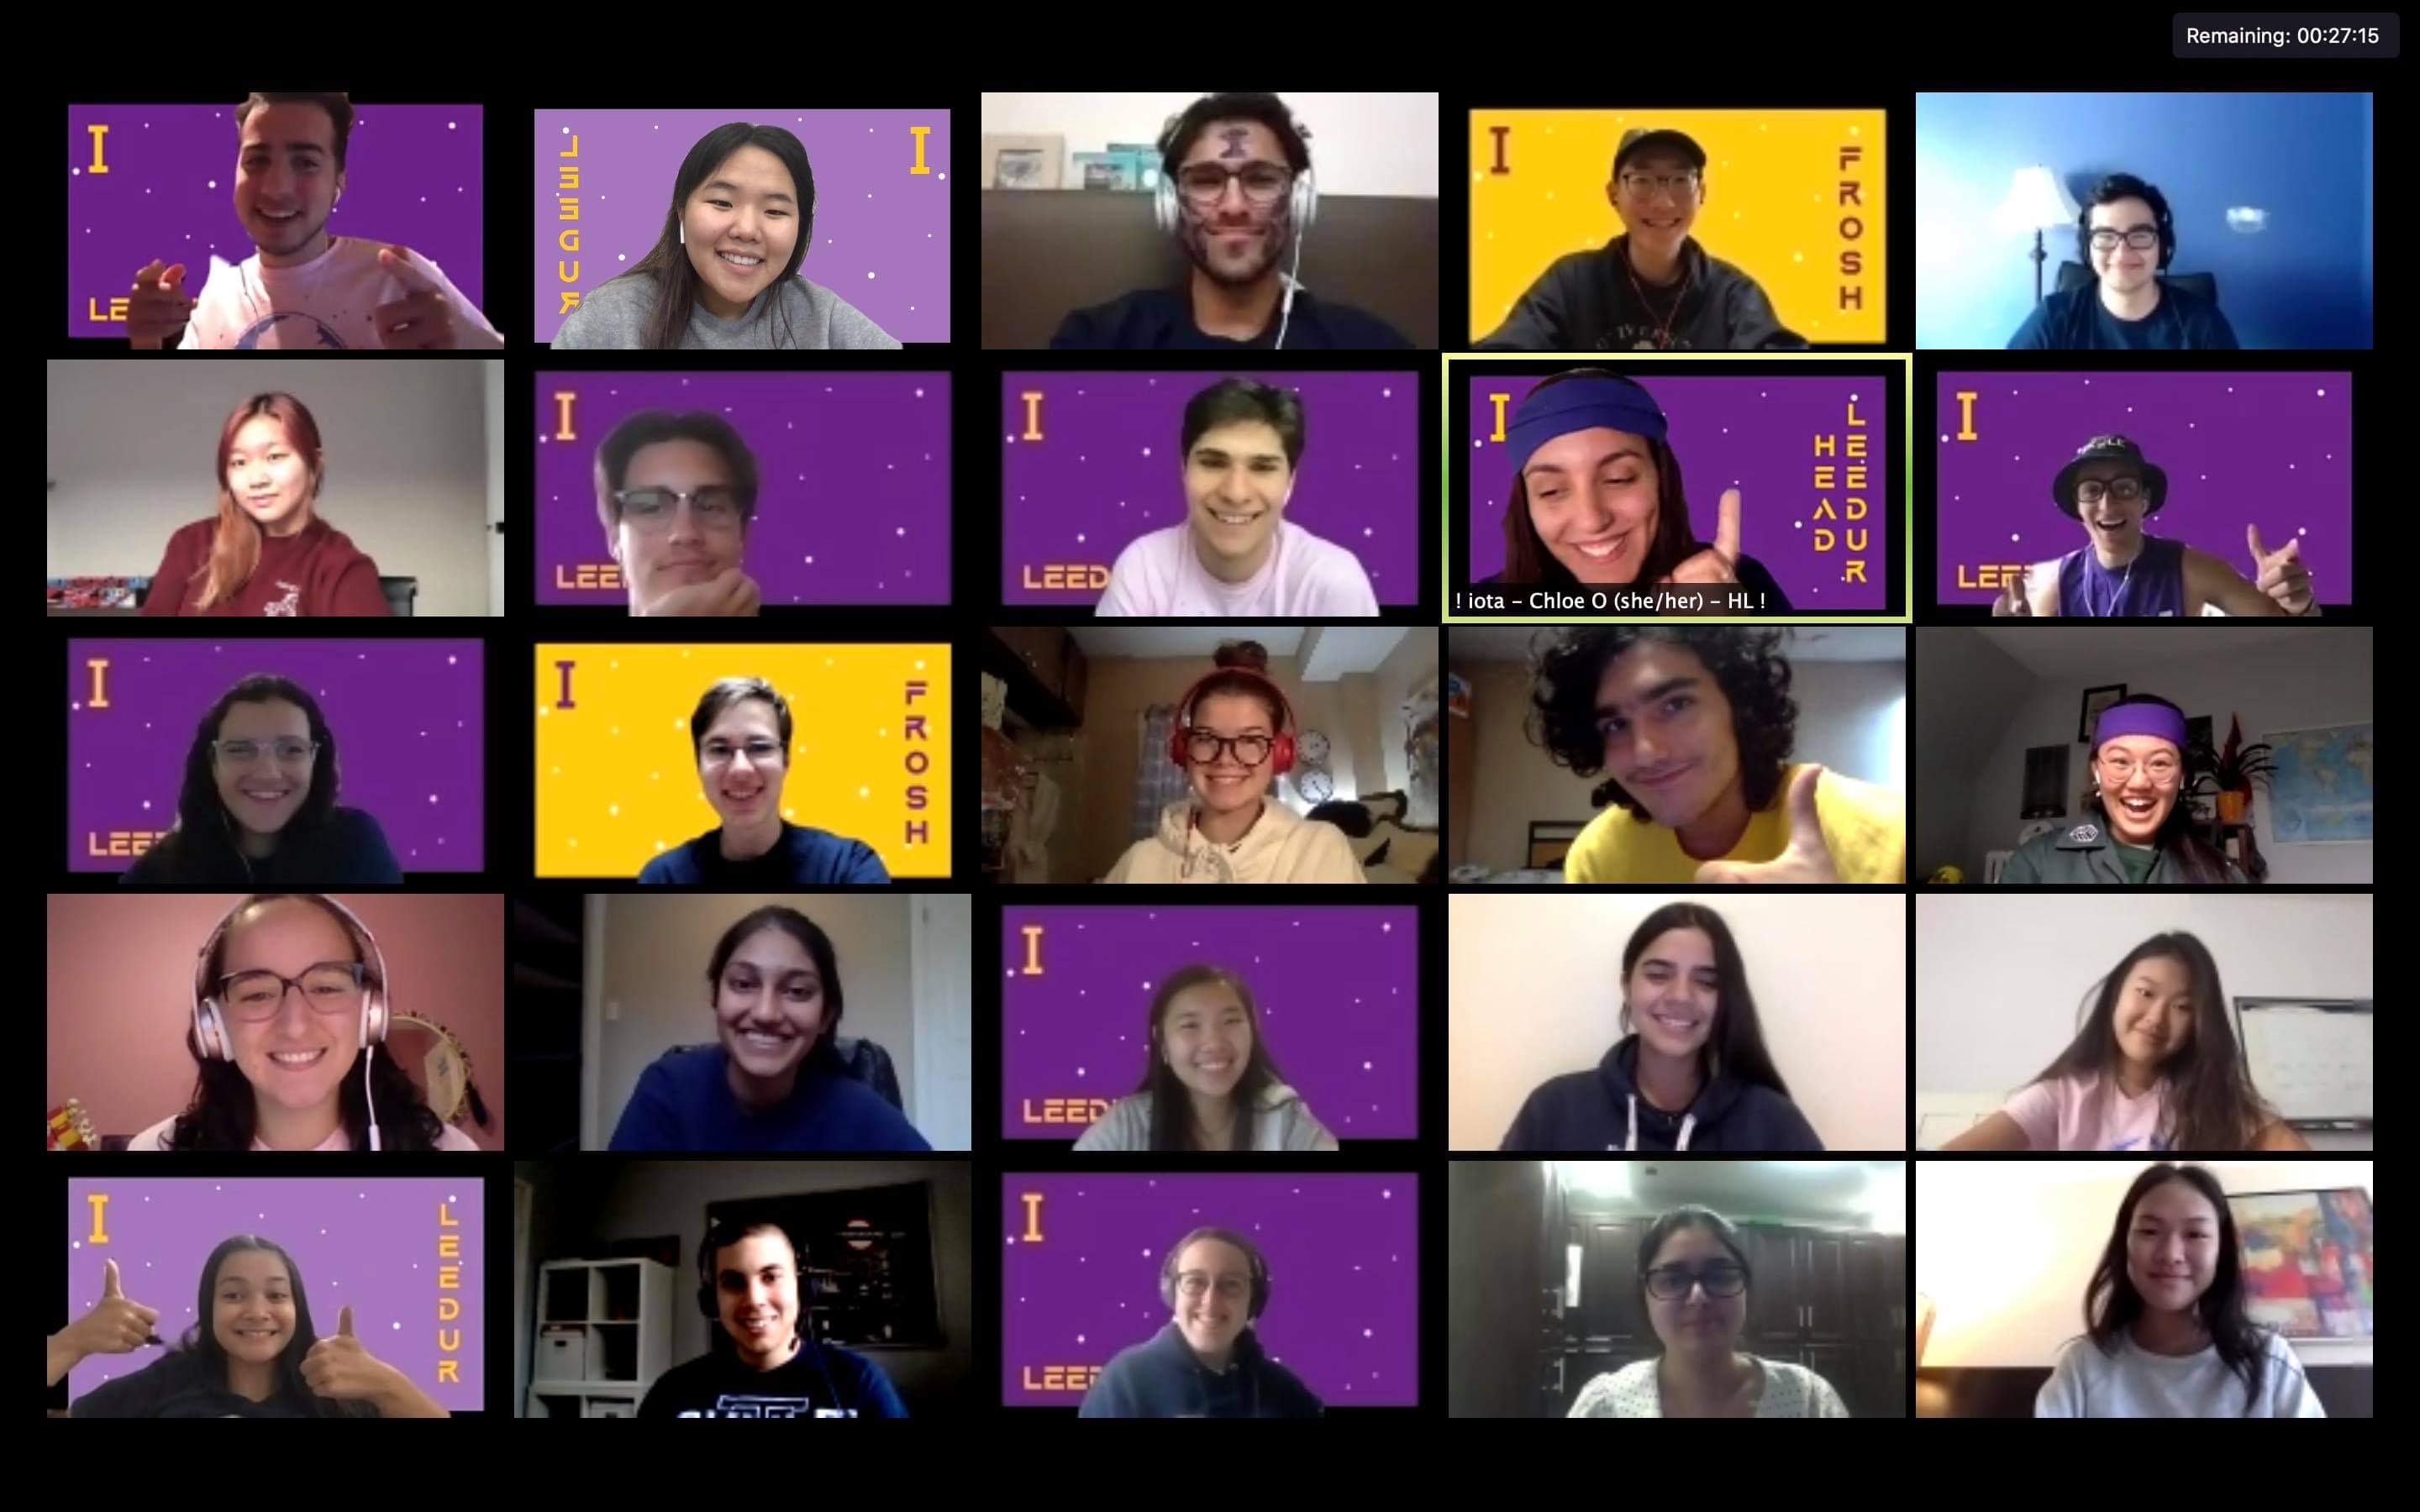 Remaining: 00:27:15
I
LE
LEEDUR
I
I
I
FROSH
I
LEE
I
LEED
I
HEAD
LEEDUR
! iota – Chloe O (she/her) – HL !
I
LEE
I
LEE
I
FROSH
I
LEED
I
LEEDUR
I
LEE